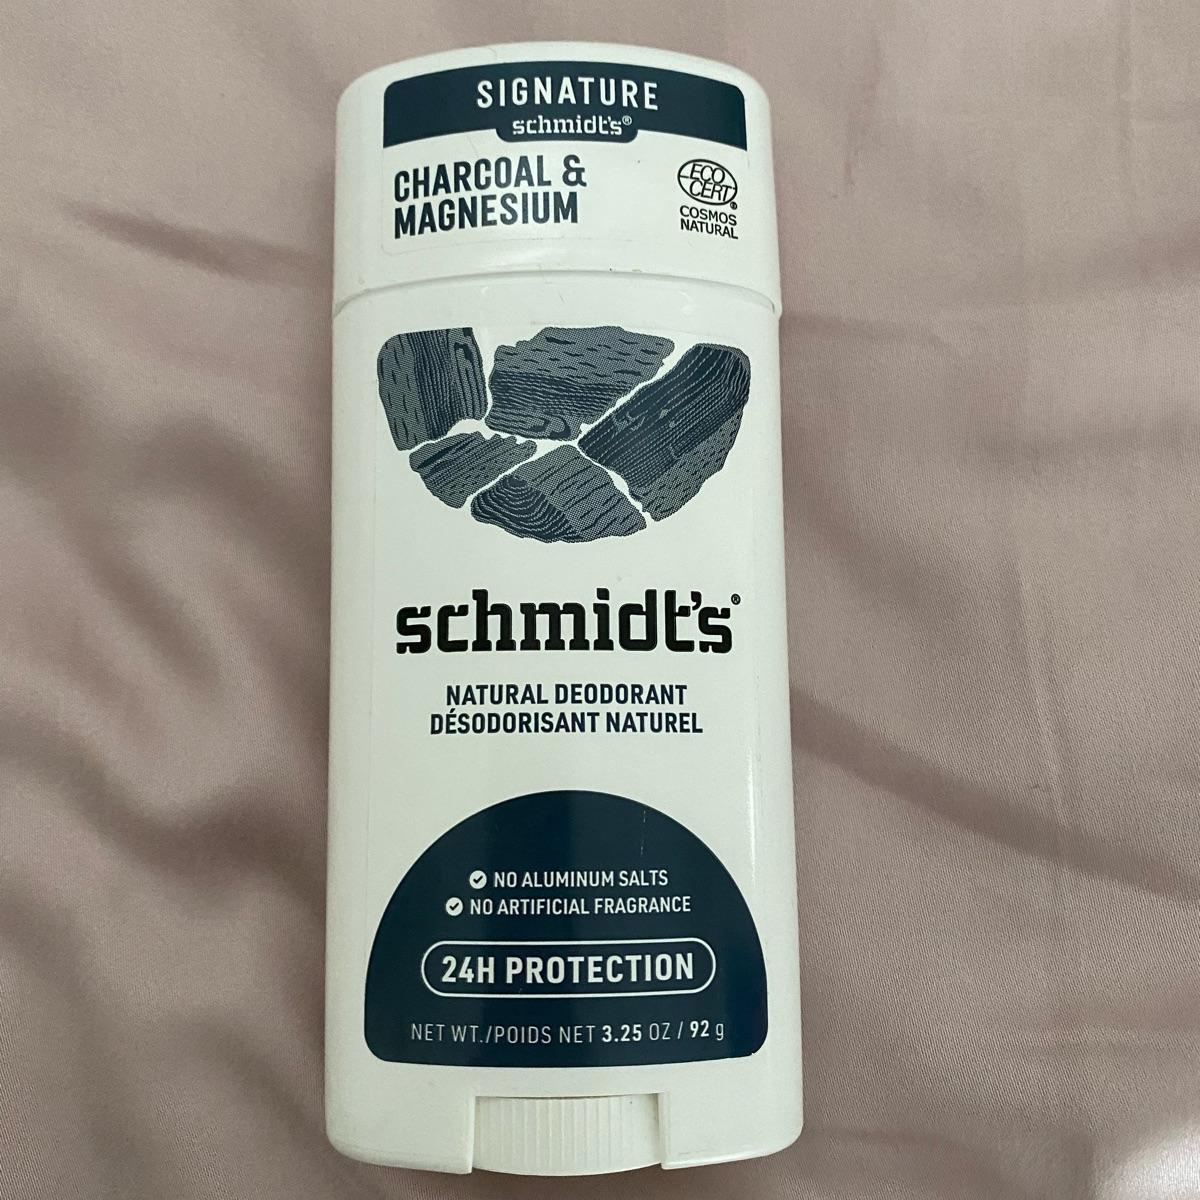 SIGNATURE
schmidt's®
CHARCOAL &
MAGNESIUM
ECO
CERT®
COSMOS
NATURAL
schmidt's®
NATURAL DEODORANT
DÉSODORISANT NATUREL
NO ALUMINUM SALTS
NO ARTIFICIAL FRAGRANCE
24H PROTECTION
NET WT./POIDS NET 3.25 OZ / 92 g